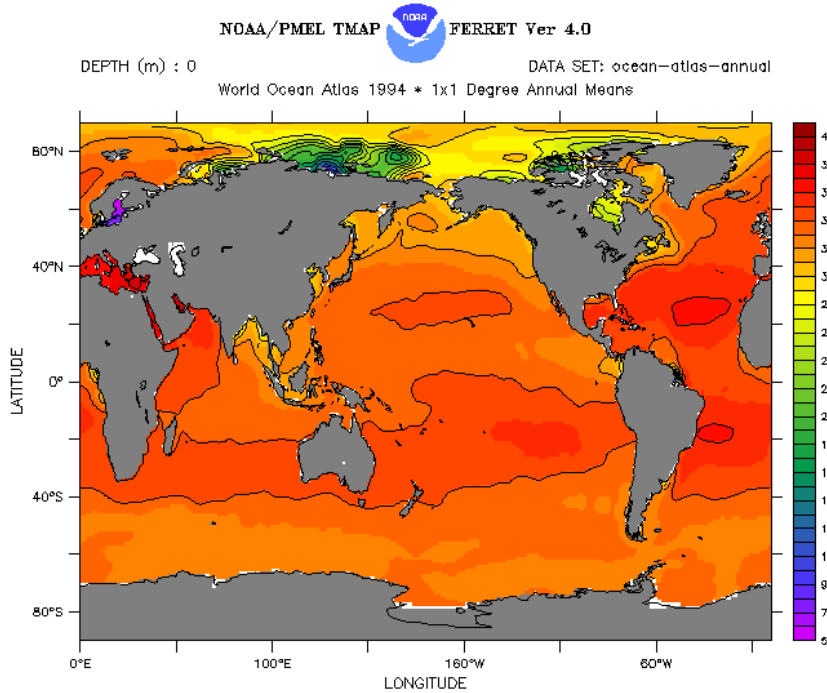 NOAA/PMEL TMAP NOAA FERRET Ver 4.0
DEPTH (m) : 0 DATA SET: ocean-atlas-annual
World Ocean Atlas 1994 * 1x1 Degree Annual Means
80°N
40°N
0°
40°S
80°S
LATITUDE
0°E 100°E 160°W 60°W
LONGITUDE
4
3
3
3
3
3
3
3
3
2
2
2
2
2
1
1
1
1
1
9
7
5